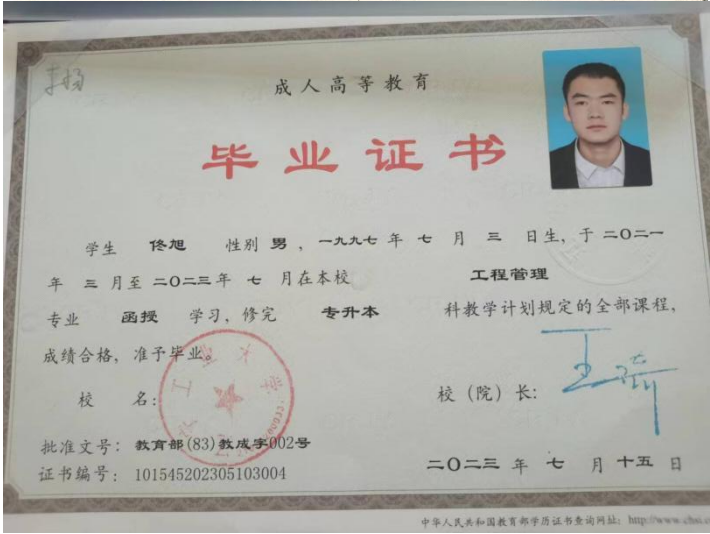 成人高等教育
毕业证书
学生 佟旭 性别 男，一九九七 年 七 月 三 日生，于 二〇二一
年 三 月至 二〇二三年 七 月在本校 工程管理
专业 函授 学习，修完 专升本 科教学计划规定的全部课程，
成绩合格，准予毕业。
工业大学
校 名：
校（院）长：
批准文号：教育部(83)教成字002号
证书编号：101545202305103004
二〇二三 年 七 月 十五 日
中华人民共和国教育部学历证书查询网址：http://www.chsi.c